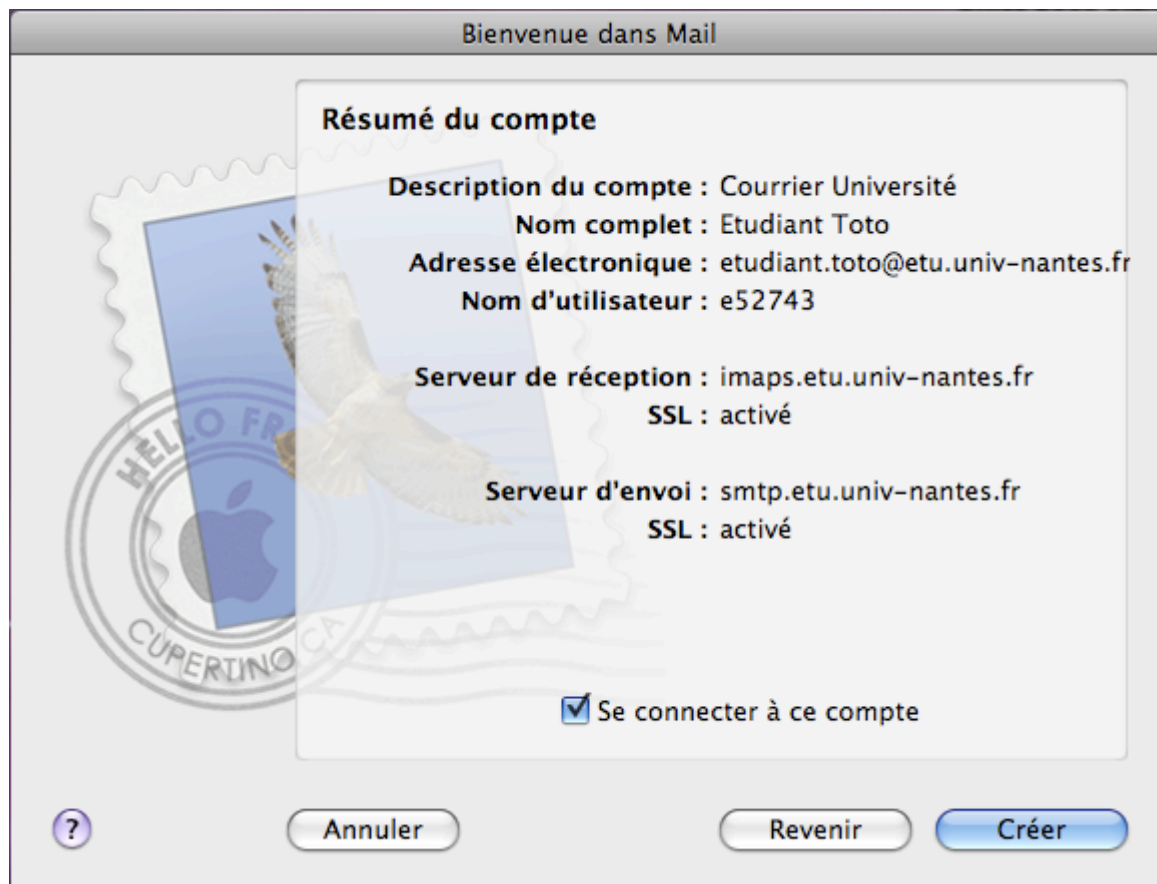 Bienvenue dans Mail
Résumé du compte
Description du compte : Courrier Université
Nom complet : Etudiant Toto
Adresse électronique : etudiant.toto@etu.univ-nantes.fr
Nom d'utilisateur : e52743
Serveur de réception : imaps.etu.univ-nantes.fr
SSL : activé
Serveur d'envoi : smtp.etu.univ-nantes.fr
SSL : activé
HELLO FR
CUPERTINO CA
Se connecter à ce compte
? Annuler Revenir Créer